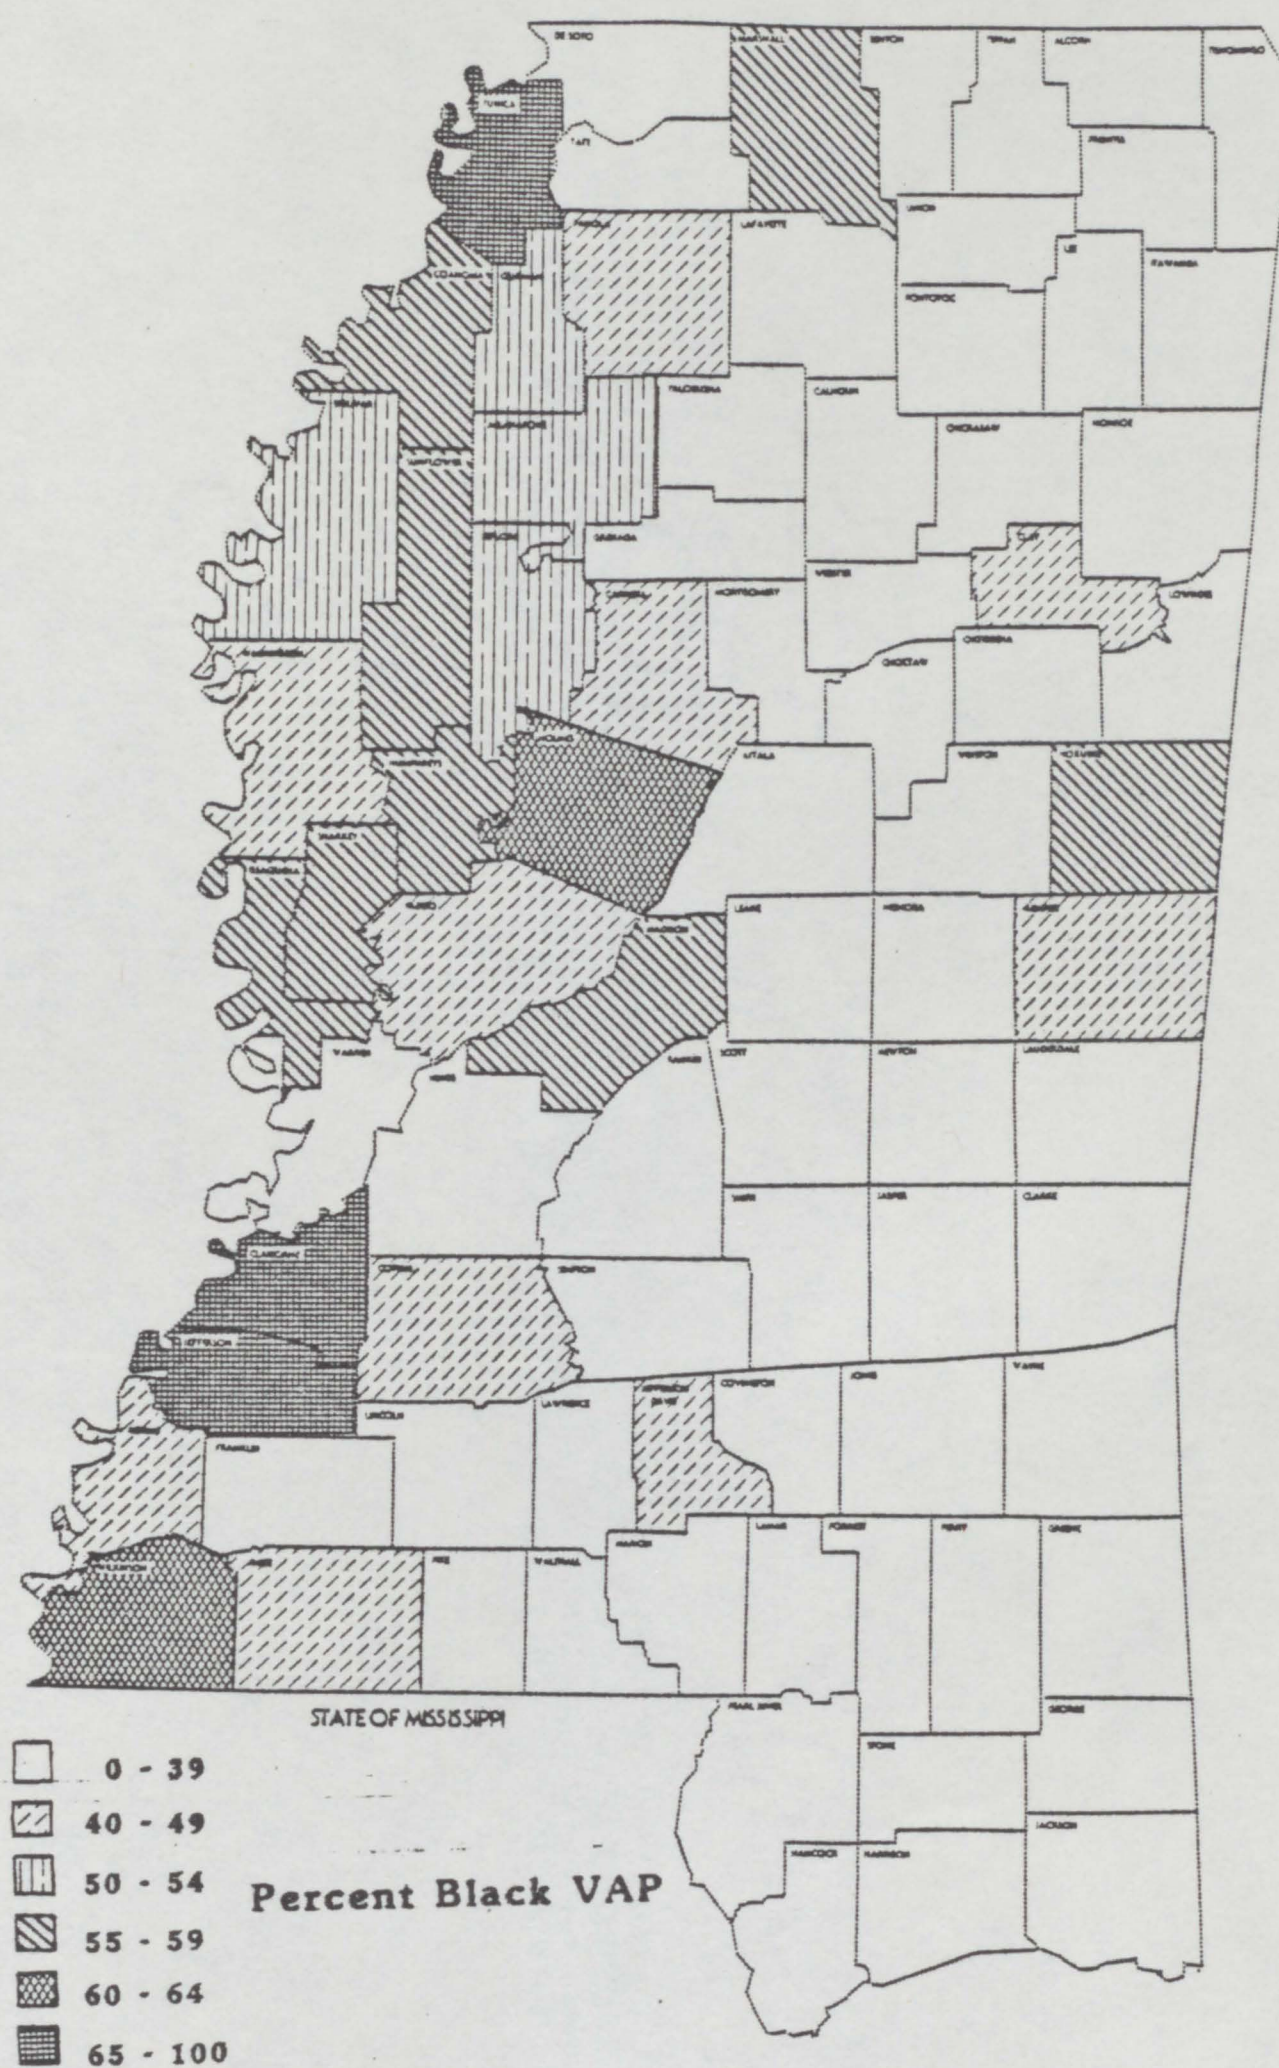 DE SOTO
MARSHALL
BENTON
TIPPAH
ALCORN
TISHOMINGO
TUNICA
TATE
PRENTISS
UNION
PANOLA
LAFAYETTE
LEE
ITAWAMBA
COAHOMA
QUITMAN
PONTOTOC
YALOBUSHA
CALHOUN
BOLIVAR
TALLAHATCHIE
CHICKASAW
MONROE
SUNFLOWER
LEFLORE
GRENADA
CLAY
WEBSTER
CARROLL
MONTGOMERY
LOWNDES
OKTIBBEHA
WASHINGTON
CHOCTAW
HOLMES
ATTALA
WINSTON
NOXUBEE
HUMPHREYS
SHARKEY
ISSAQUENA
YAZOO
LEAKE
NESHOBA
KEMPER
MADISON
WARREN
HINDS
RANKIN
SCOTT
NEWTON
LAUDERDALE
SMITH
JASPER
CLARKE
CLAIBORNE
COPIAH
SIMPSON
JEFFERSON
JEFFERSON
DAVIS
COVINGTON
JONES
WAYNE
LINCOLN
LAWRENCE
FRANKLIN
WILKINSON
AMITE
PIKE
WALTHALL
MARION
LAMAR
FORREST
PERRY
GREENE
STATE OF MISSISSIPPI
PEARL RIVER
GEORGE
STONE
JACKSON
HANCOCK
HARRISON
0 - 39
40 - 49
50 - 54
Percent Black VAP
55 - 59
60 - 64
65 - 100